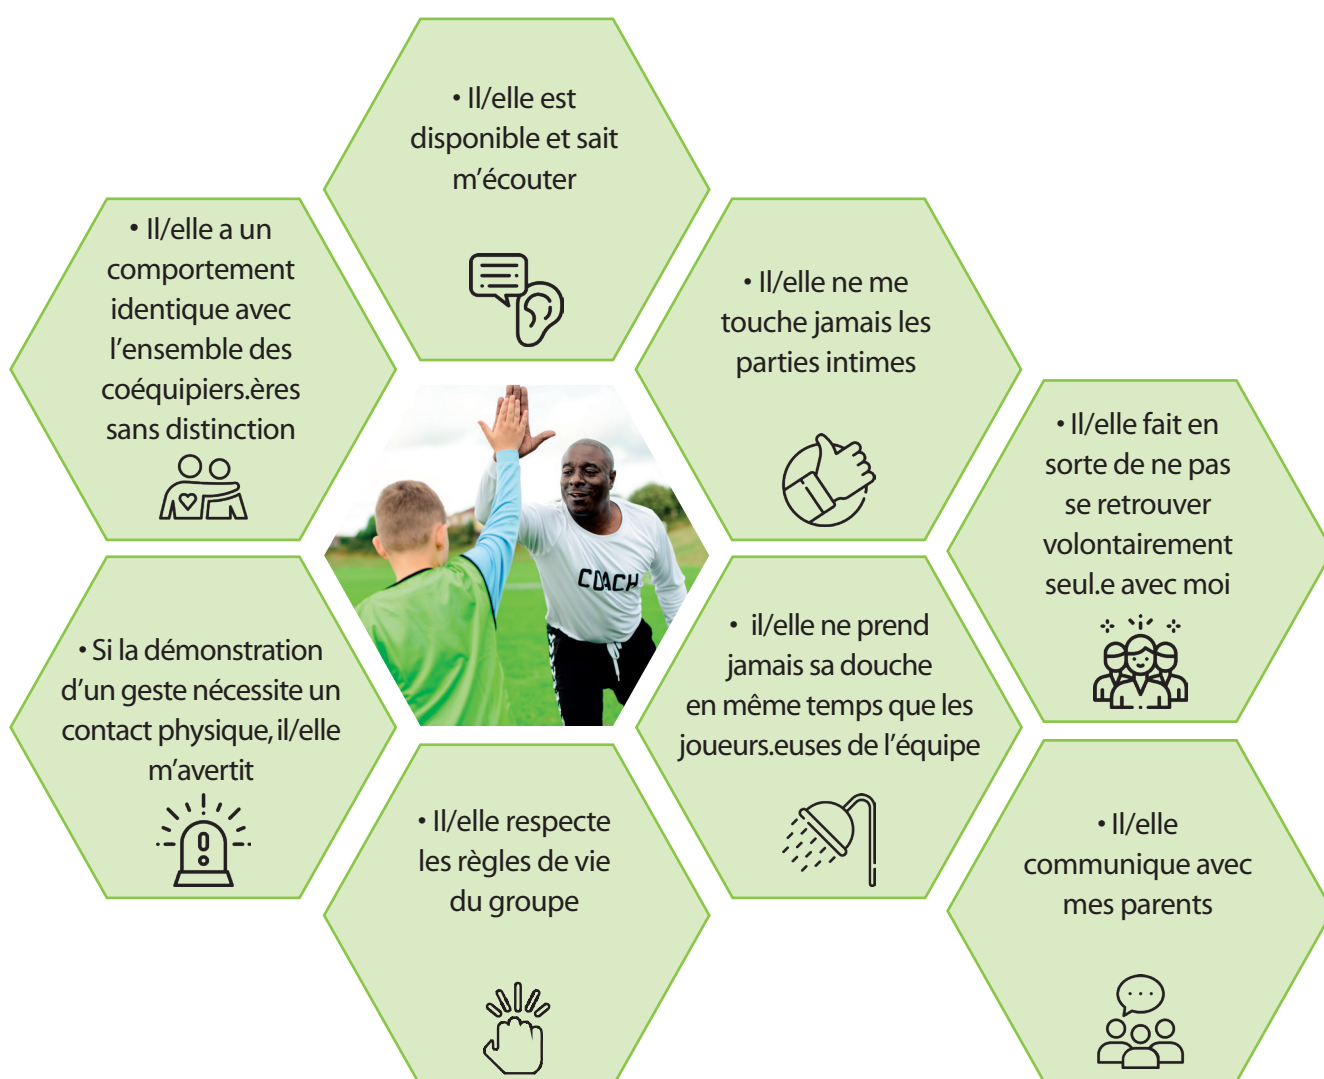 • Il/elle est
disponible et sait
m’écouter
• Il/elle a un
comportement
identique avec
l’ensemble des
coéquipiers.ères
sans distinction
• Il/elle ne me
touche jamais les
parties intimes
• Il/elle fait en
sorte de ne pas
se retrouver
volontairement
seul.e avec moi
COACH
• Si la démonstration
d’un geste nécessite un
contact physique, il/elle
m’avertit
• il/elle ne prend
jamais sa douche
en même temps que les
joueurs.euses de l’équipe
• Il/elle respecte
les règles de vie
du groupe
• Il/elle
communique avec
mes parents